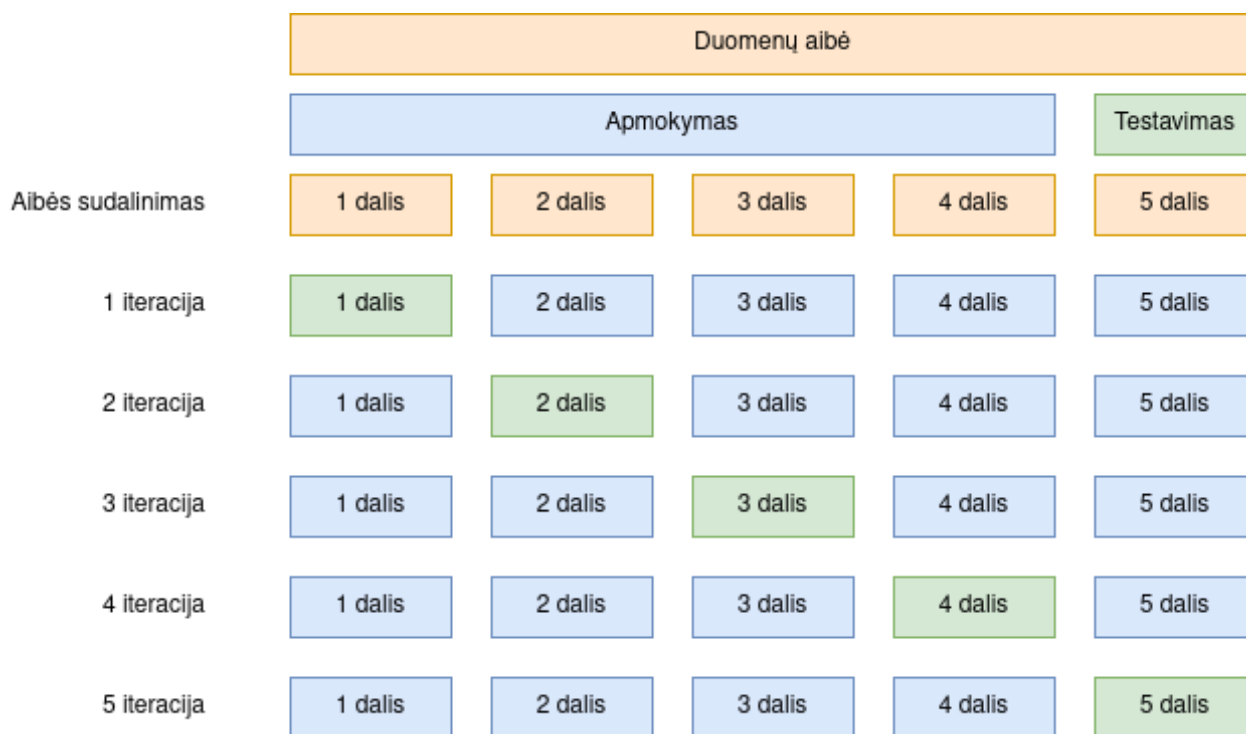 Duomenų aibė
Apmokymas Testavimas
Aibės sudalinimas 1 dalis 2 dalis 3 dalis 4 dalis 5 dalis
1 iteracija 1 dalis 2 dalis 3 dalis 4 dalis 5 dalis
2 iteracija 1 dalis 2 dalis 3 dalis 4 dalis 5 dalis
3 iteracija 1 dalis 2 dalis 3 dalis 4 dalis 5 dalis
4 iteracija 1 dalis 2 dalis 3 dalis 4 dalis 5 dalis
5 iteracija 1 dalis 2 dalis 3 dalis 4 dalis 5 dalis